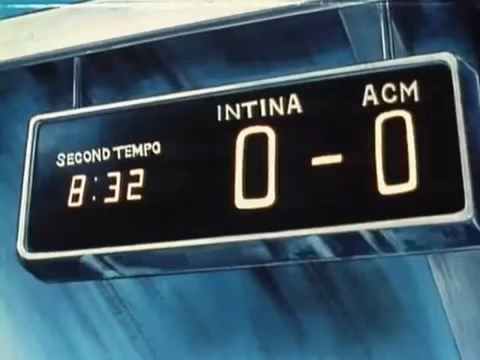 SECOND TEMPO
8:32
INTINA
ACM
0 - 0